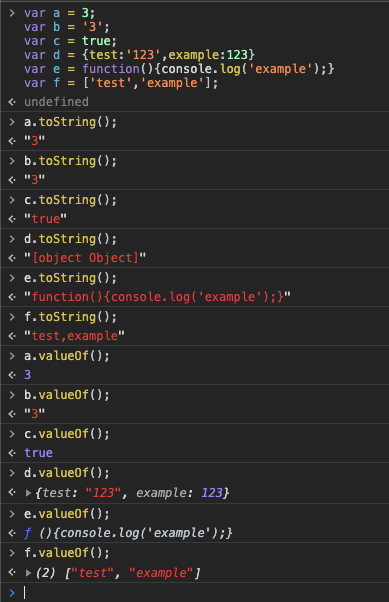 > var a = 3;
var b = '3';
var c = true;
var d = {test:'123',example:123}
var e = function(){console.log('example');}
var f = ['test','example'];
undefined
> a.toString();
"3"
> b.toString();
"3"
> c.toString();
"true"
> d.toString();
"[object Object]"
> e.toString();
"function(){console.log('example');}"
> f.toString();
"test,example"
> a.valueOf();
3
> b.valueOf();
"3"
> c.valueOf();
true
> d.valueOf();
{test: "123", example: 123}
> e.valueOf();
ƒ (){console.log('example');}
> f.valueOf();
(2) ["test", "example"]
>